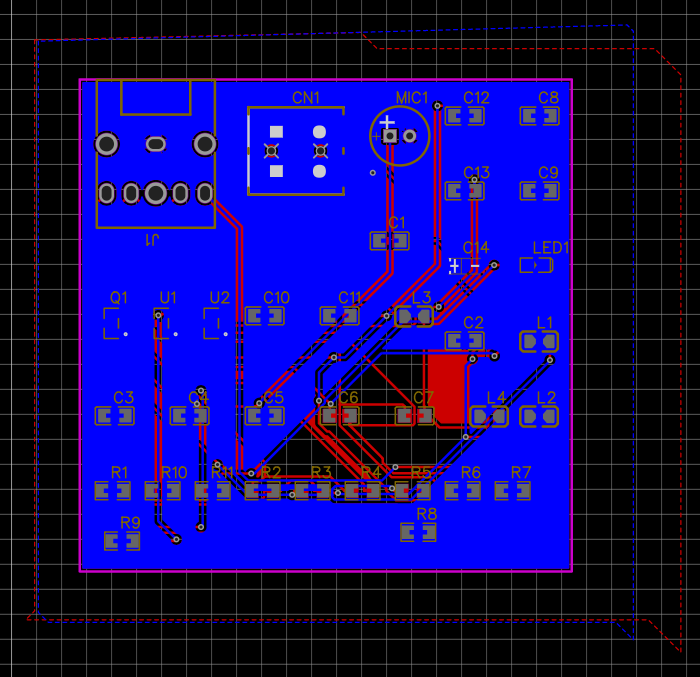 CN1 MIC1 C12 C8
+
+
C13 C9
C1
J1
C14 LED1
Q1 U1 U2 C10 C11 L3
C2 L1
C3 C4 C5 C6 C7 L4 L2
R1 R10 R11 R2 R3 R4 R5 R6 R7
R9 R8